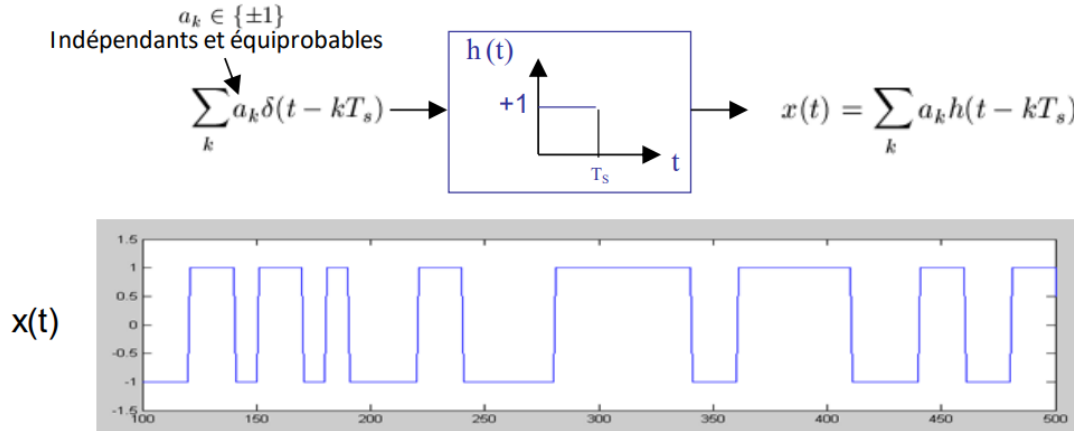 a_k ∈ {±1}
Indépendants et équiprobables
∑_k a_k δ(t − kT_s)
h (t)
+1
t
T_S
x(t) = ∑_k a_k h(t − kT_s)
x(t)
1.5
1
0.5
0
-0.5
-1
-1.5
100 150 200 250 300 350 400 450 500